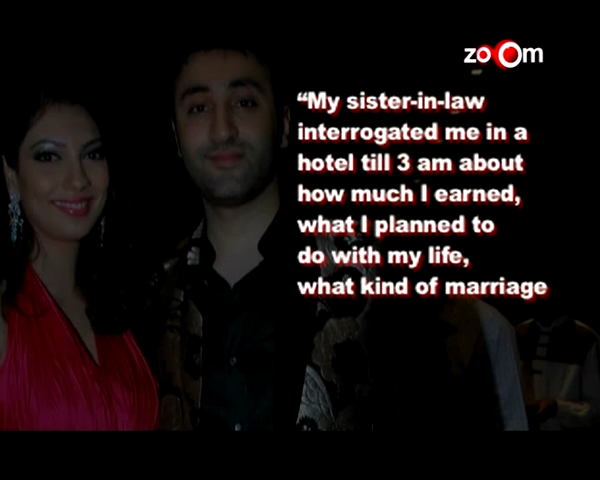 zoom
“My sister-in-law
interrogated me in a
hotel till 3 am about
how much I earned,
what I planned to
do with my life,
what kind of marriage